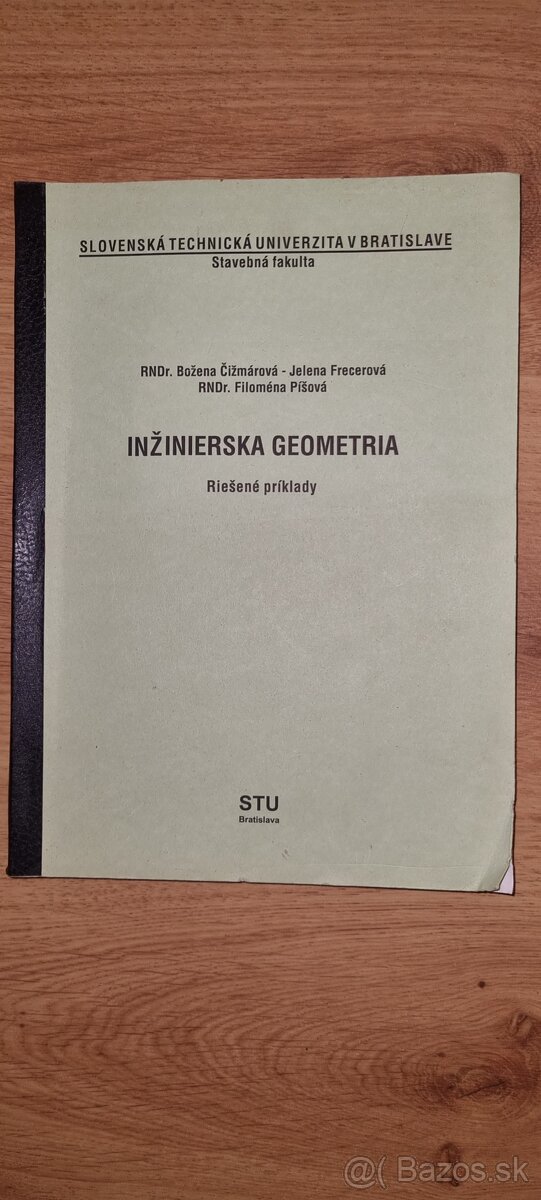 SLOVENSKÁ TECHNICKÁ UNIVERZITA V BRATISLAVE
Stavebná fakulta
RNDr. Božena Čižmárová - Jelena Frecerová
RNDr. Filoména Píšová
INŽINIERSKA GEOMETRIA
Riešené príklady
STU
Bratislava
@( Bazos.sk